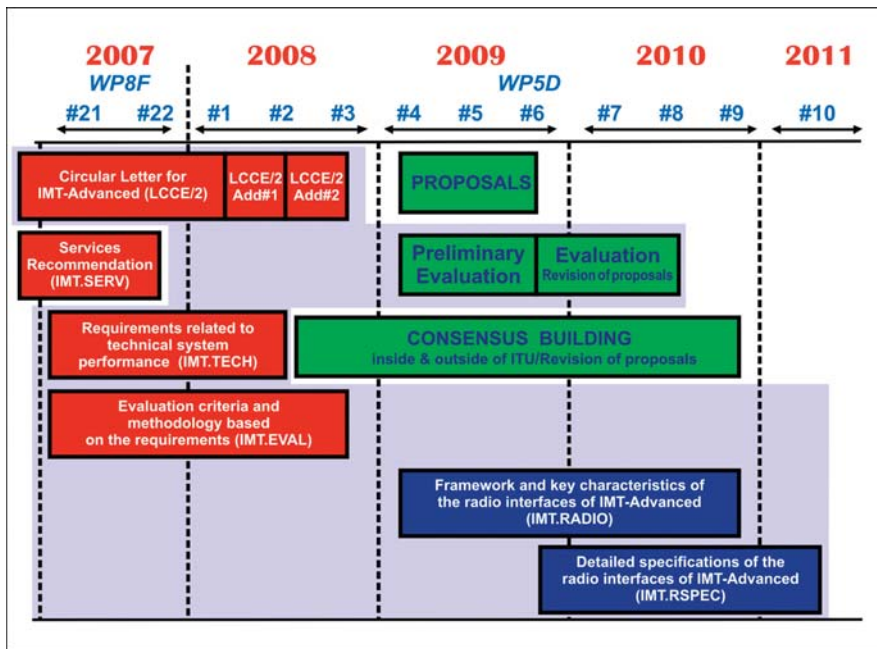 2007 2008 2009 2010 2011
WP8F WP5D
#21 #22 #1 #2 #3 #4 #5 #6 #7 #8 #9 #10
Circular Letter for
IMT-Advanced (LCCE/2)
LCCE/2
Add#1
LCCE/2
Add#2
PROPOSALS
Services
Recommendation
(IMT.SERV)
Preliminary
Evaluation
Evaluation
Revision of proposals
Requirements related to
technical system
performance (IMT.TECH)
CONSENSUS BUILDING
inside & outside of ITU/Revision of proposals
Evaluation criteria and
methodology based
on the requirements (IMT.EVAL)
Framework and key characteristics of
the radio interfaces of IMT-Advanced
(IMT.RADIO)
Detailed specifications of the
radio interfaces of IMT-Advanced
(IMT.RSPEC)